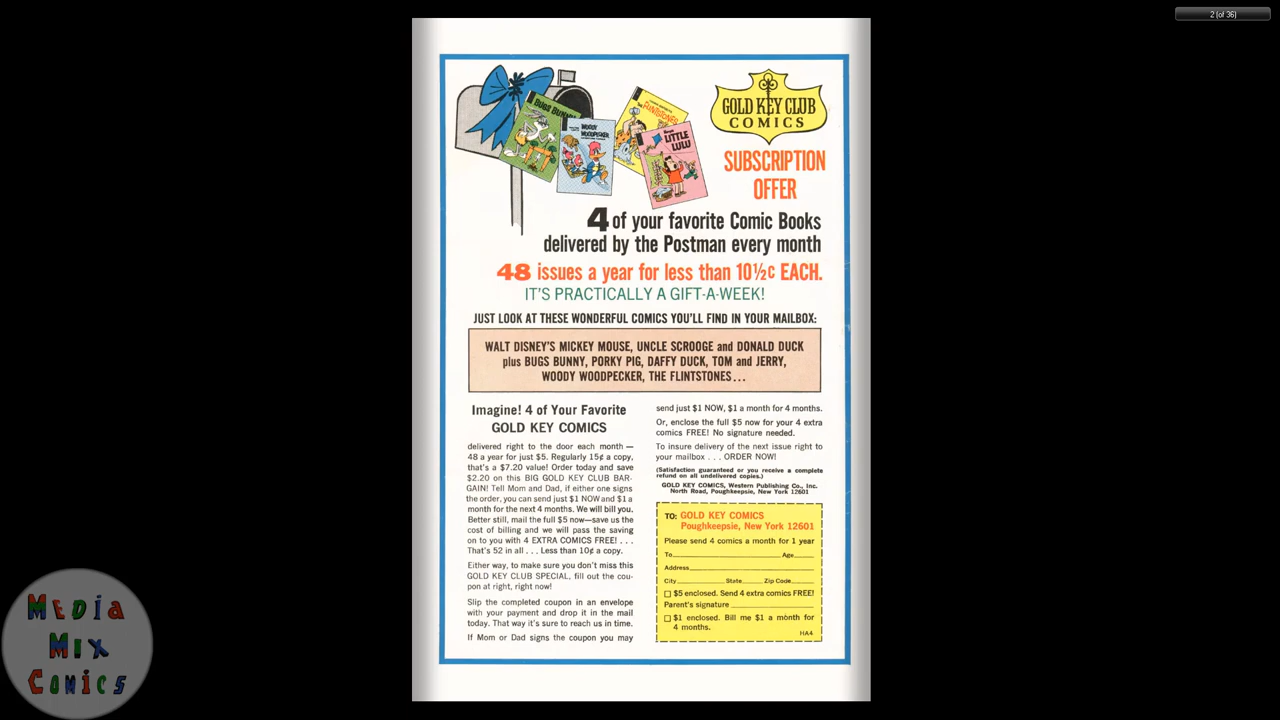 2 (of 36)
BUGS BUNNY
WOODY
WOODPECKER
THE FLINTSTONES
LITTLE
LULU
GOLD KEY CLUB
COMICS
SUBSCRIPTION
OFFER
4 of your favorite Comic Books
delivered by the Postman every month
48 issues a year for less than 10½c EACH.
IT'S PRACTICALLY A GIFT-A-WEEK!
JUST LOOK AT THESE WONDERFUL COMICS YOU'LL FIND IN YOUR MAILBOX:
WALT DISNEY'S MICKEY MOUSE, UNCLE SCROOGE and DONALD DUCK
plus BUGS BUNNY, PORKY PIG, DAFFY DUCK, TOM and JERRY,
WOODY WOODPECKER, THE FLINTSTONES...
Imagine! 4 of Your Favorite
GOLD KEY COMICS
delivered right to the door each month —
48 a year for just $5. Regularly 15¢ a copy,
that's a $7.20 value! Order today and save
$2.20 on this BIG GOLD KEY CLUB BAR-
GAIN! Tell Mom and Dad, if either one signs
the order, you can send just $1 NOW and $1 a
month for the next 4 months. We will bill you.
Better still, mail the full $5 now—save us the
cost of billing and we will pass the saving
on to you with 4 EXTRA COMICS FREE! . . .
That's 52 in all . . . Less than 10¢ a copy.
Either way, to make sure you don't miss this
GOLD KEY CLUB SPECIAL, fill out the cou-
pon at right, right now!
Slip the completed coupon in an envelope
with your payment and drop it in the mail
today. That way it's sure to reach us in time.
If Mom or Dad signs the coupon you may
send just $1 NOW, $1 a month for 4 months.
Or, enclose the full $5 now for your 4 extra
comics FREE! No signature needed.
To insure delivery of the next issue right to
your mailbox . . . ORDER NOW!
(Satisfaction guaranteed or you receive a complete
refund on all undelivered copies.)
GOLD KEY COMICS, Western Publishing Co., Inc.
North Road, Poughkeepsie, New York 12601
TO: GOLD KEY COMICS
Poughkeepsie, New York 12601
Please send 4 comics a month for 1 year
To Age
Address
City State Zip Code
$5 enclosed. Send 4 extra comics FREE!
Parent's signature
$1 enclosed. Bill me $1 a month for
4 months.
HA4
MEDIA
MIX
COMICS